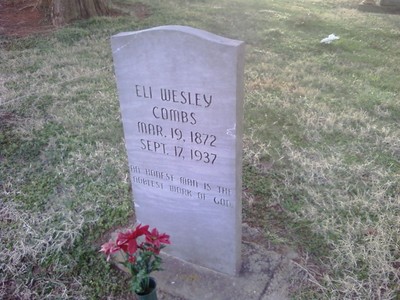 ELI WESLEY
COMBS
MAR. 19, 1872
SEPT. 17, 1937
AN HONEST MAN IS THE
NOBLEST WORK OF GOD.